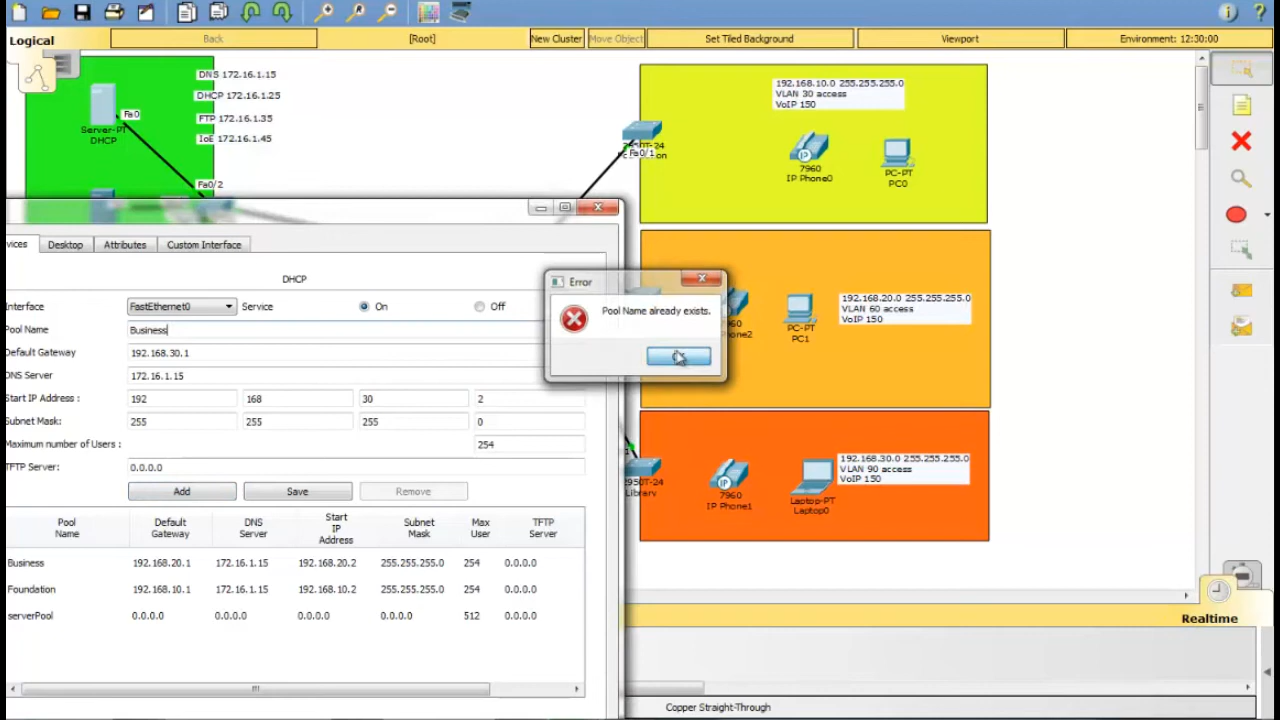 Logical
Back
[Root]
New Cluster
Move Object
Set Tiled Background
Viewport
Environment: 12:30:00
DNS 172.16.1.15
DHCP 172.16.1.25
FTP 172.16.1.35
IoE 172.16.1.45
Fa0
Server-PT
DHCP
Fa0/2
Fa0/1
192.168.10.0 255.255.255.0
VLAN 30 access
VoIP 150
7960
IP Phone0
PC-PT
PC0
Desktop
Attributes
Custom Interface
DHCP
Interface
FastEthernet0
Service
On
Off
Pool Name
Business
Default Gateway
192.168.30.1
DNS Server
172.16.1.15
Start IP Address :
192
168
30
2
Subnet Mask:
255
255
255
0
Maximum number of Users :
254
TFTP Server:
0.0.0.0
Add
Save
Remove
Pool Name
Default Gateway
DNS Server
Start IP Address
Subnet Mask
Max User
TFTP Server
Business 192.168.20.1 172.16.1.15 192.168.20.2 255.255.255.0 254 0.0.0.0
Foundation 192.168.10.1 172.16.1.15 192.168.10.2 255.255.255.0 254 0.0.0.0
serverPool 0.0.0.0 0.0.0.0 0.0.0.0 0.0.0.0 512 0.0.0.0
Error
Pool Name already exists.
PC-PT
PC1
192.168.20.0 255.255.255.0
VLAN 60 access
VoIP 150
Library
7960
IP Phone1
Laptop-PT
Laptop0
192.168.30.0 255.255.255.0
VLAN 90 access
VoIP 150
Realtime
Copper Straight-Through